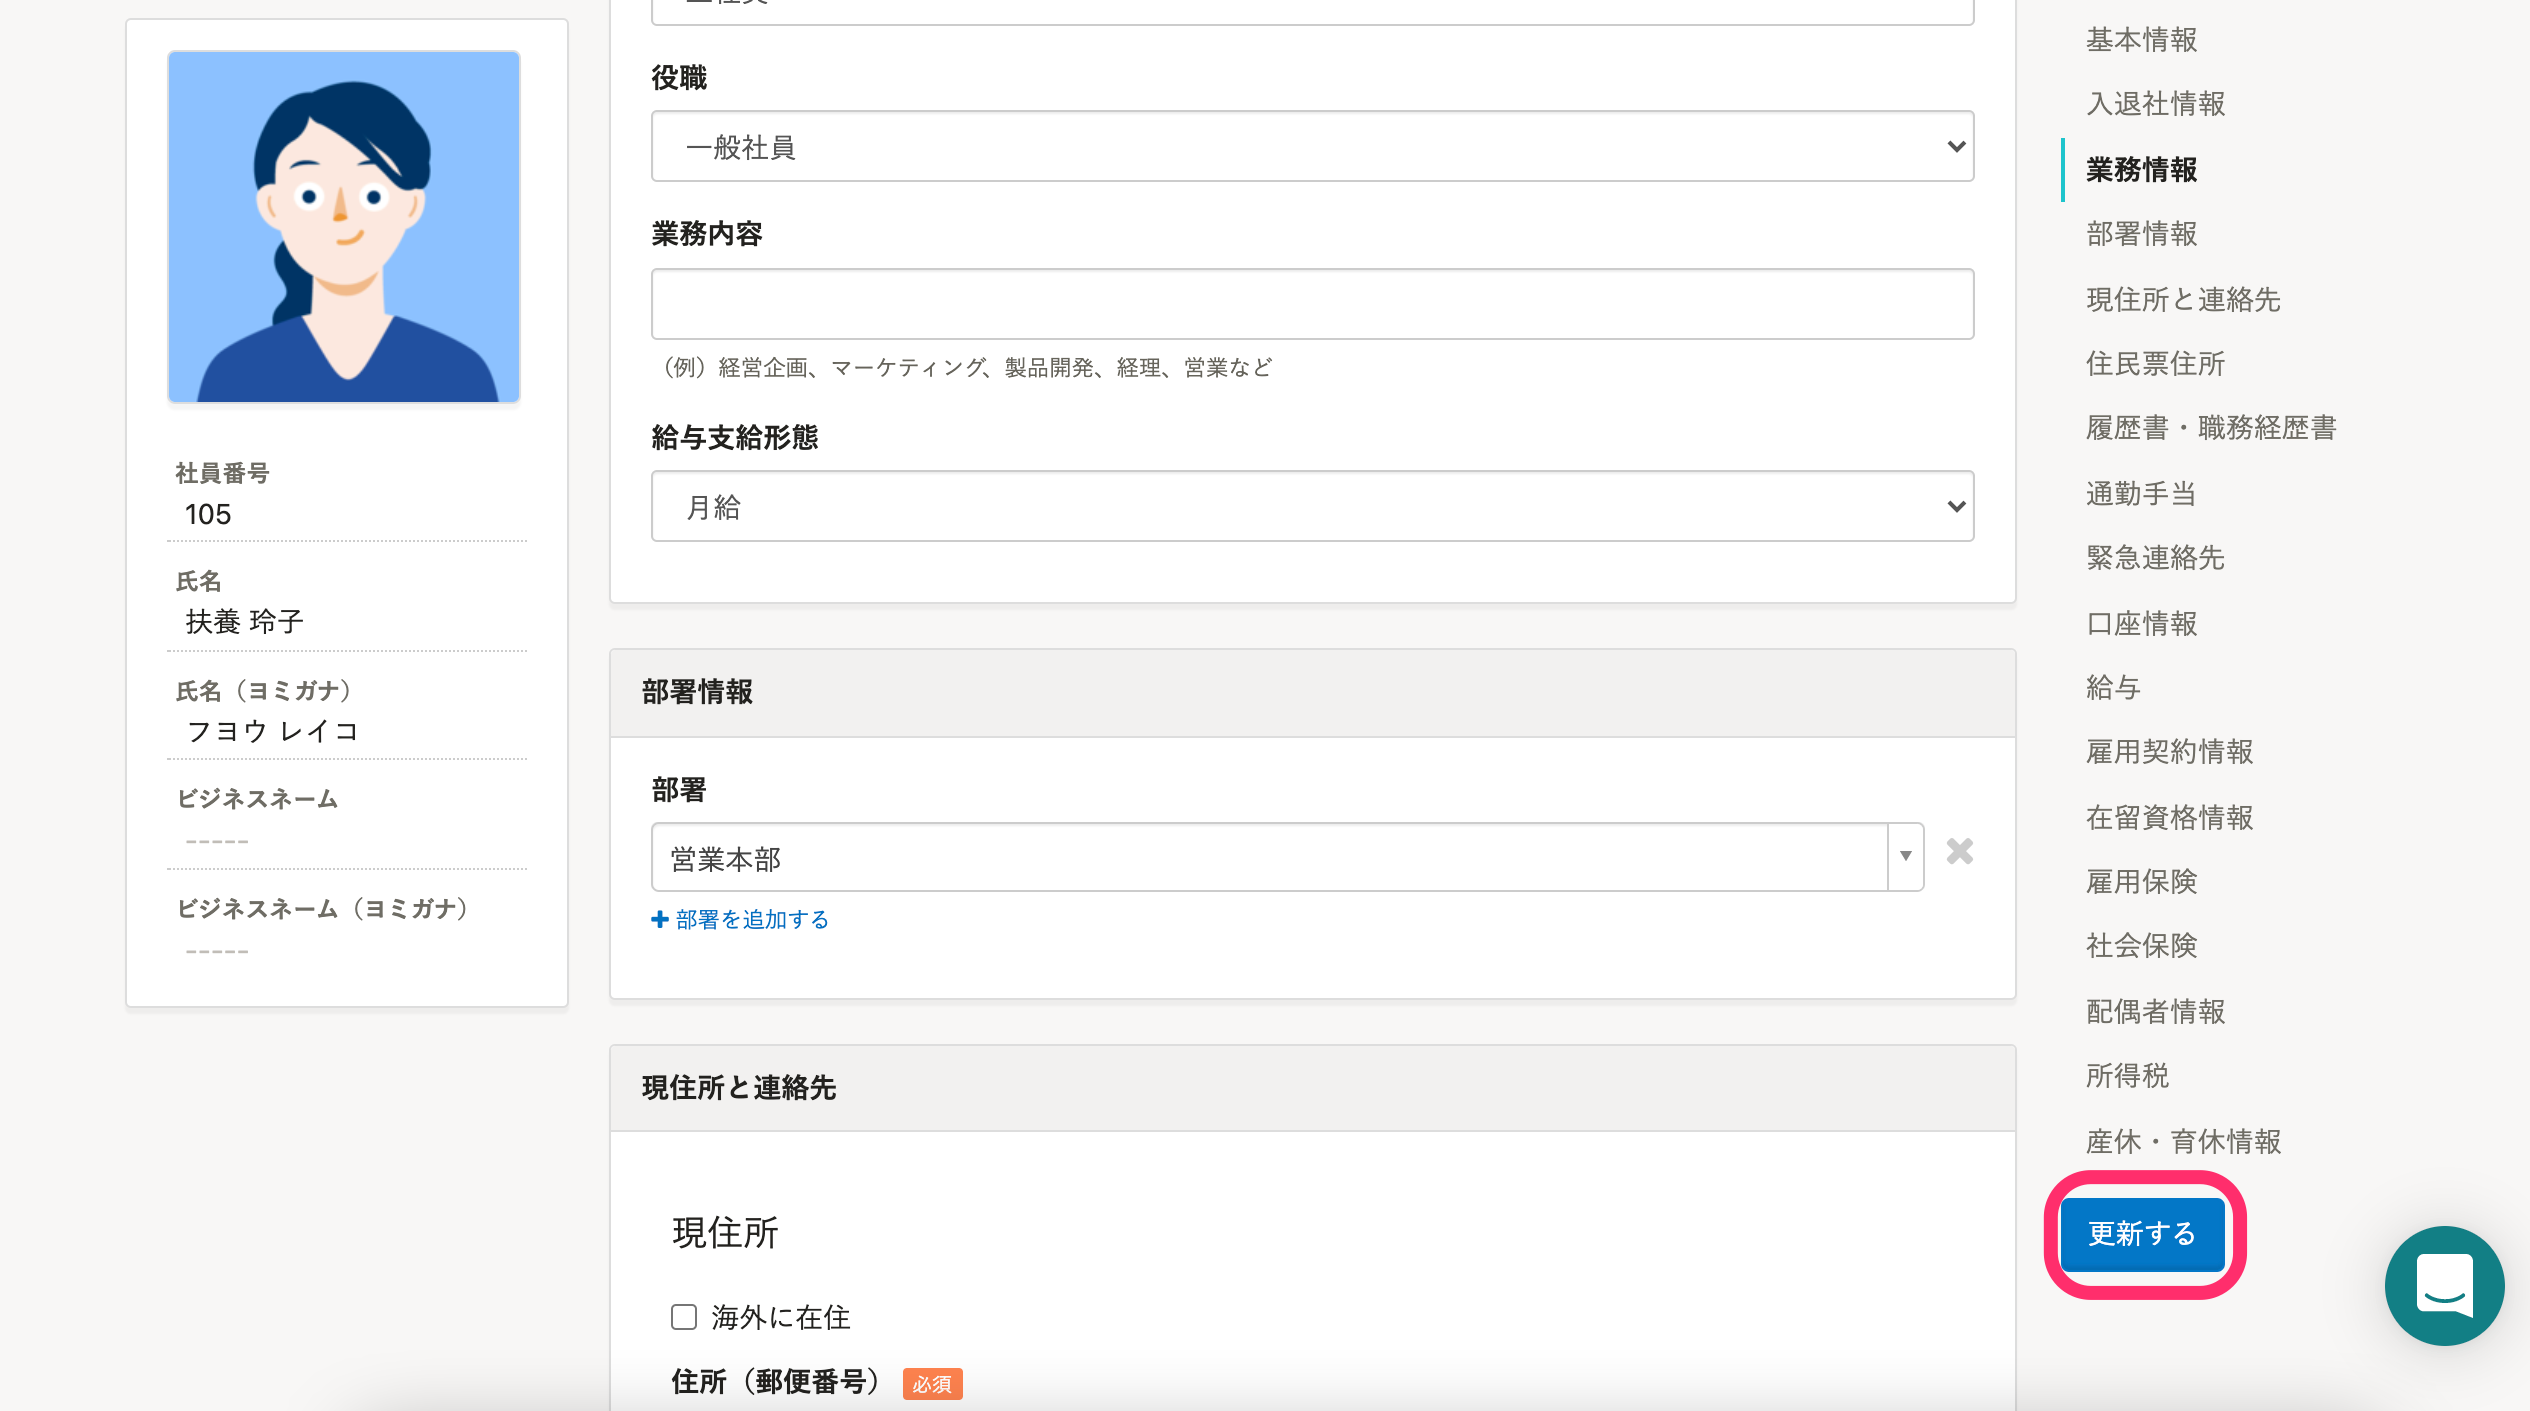 社員番号
105
氏名
扶養 玲子
氏名（ヨミガナ）
フヨウ レイコ
ビジネスネーム
-----
ビジネスネーム（ヨミガナ）
-----
役職
一般社員
業務内容
（例）経営企画、マーケティング、製品開発、経理、営業など
給与支給形態
月給
部署情報
部署
営業本部
部署を追加する
現住所と連絡先
現住所
海外に在住
住所（郵便番号） 必須
基本情報
入退社情報
業務情報
部署情報
現住所と連絡先
住民票住所
履歴書・職務経歴書
通勤手当
緊急連絡先
口座情報
給与
雇用契約情報
在留資格情報
雇用保険
社会保険
配偶者情報
所得税
産休・育休情報
更新する